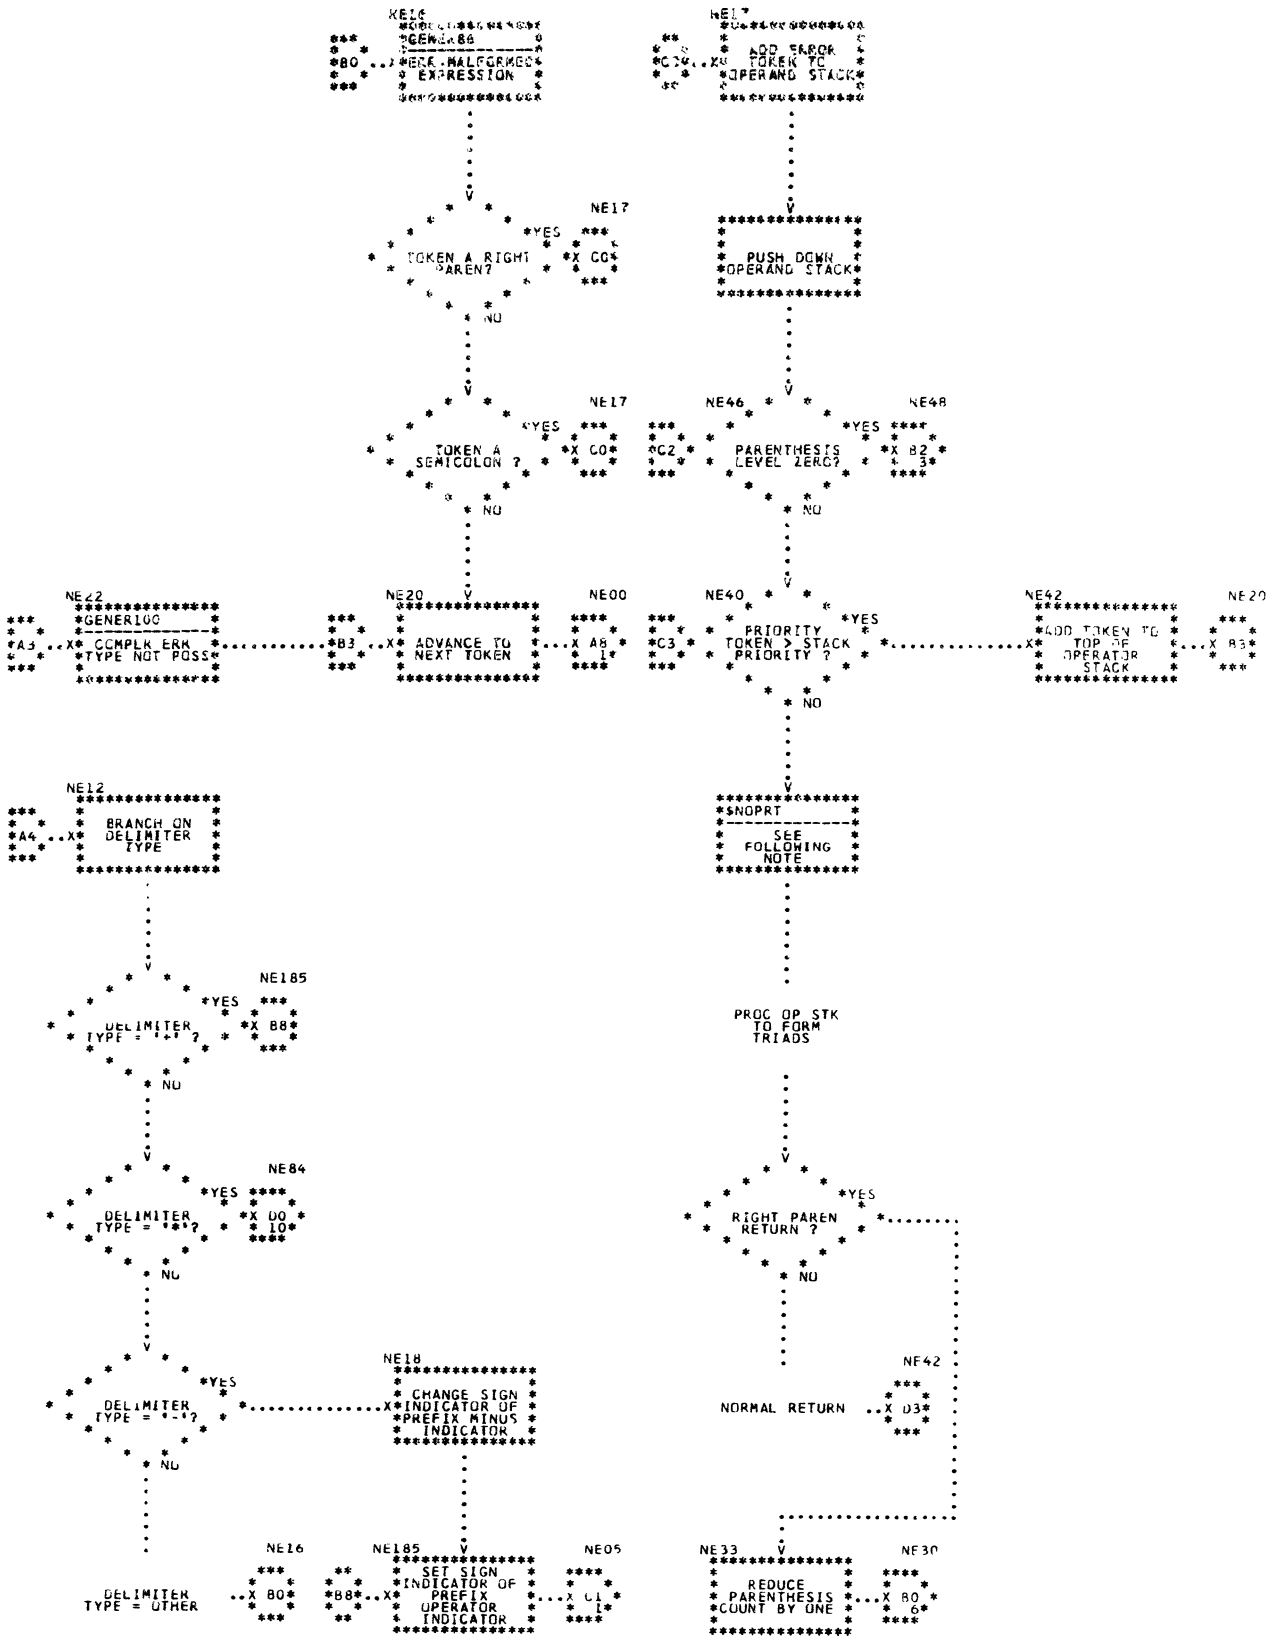 NE16
GENER86
ERR-MALFORMED
EXPRESSION
B0
NE17
ADD ERROR
TOKEN TO
OPERAND STACK
C0
TOKEN A RIGHT
PAREN?
YES
NE17
X C0
NO
PUSH DOWN
OPERAND STACK
TOKEN A
SEMICOLON ?
YES
NE17
X C0
NO
NE46
C2
PARENTHESIS
LEVEL ZERO?
YES
NE48
X B2
3
NO
NE22
A3
X
GENER100
COMPLR ERR
TYPE NOT POSS
NE20
B3
X
ADVANCE TO
NEXT TOKEN
NE00
X A8
1
NE40
C3
PRIORITY
TOKEN > STACK
PRIORITY ?
YES
NO
NE42
X
ADD TOKEN TO
TOP OF
OPERATOR
STACK
NE20
X B3
NE12
A4
X
BRANCH ON
DELIMITER
TYPE
$NOPRT
SEE
FOLLOWING
NOTE
DELIMITER
TYPE = '+' ?
YES
NE185
X B8
NO
PROC OP STK
TO FORM
TRIADS
DELIMITER
TYPE = '*'?
YES
NE84
X D0
10
NO
RIGHT PAREN
RETURN ?
YES
NO
DELIMITER
TYPE = '-'?
YES
NO
NE18
X
CHANGE SIGN
INDICATOR OF
PREFIX MINUS
INDICATOR
NORMAL RETURN
NE42
X D3
DELIMITER
TYPE = OTHER
NE16
X B0
NE185
B8
X
SET SIGN
INDICATOR OF
PREFIX
OPERATOR
INDICATOR
NE05
X C1
1
NE33
REDUCE
PARENTHESIS
COUNT BY ONE
NE30
X B0
6